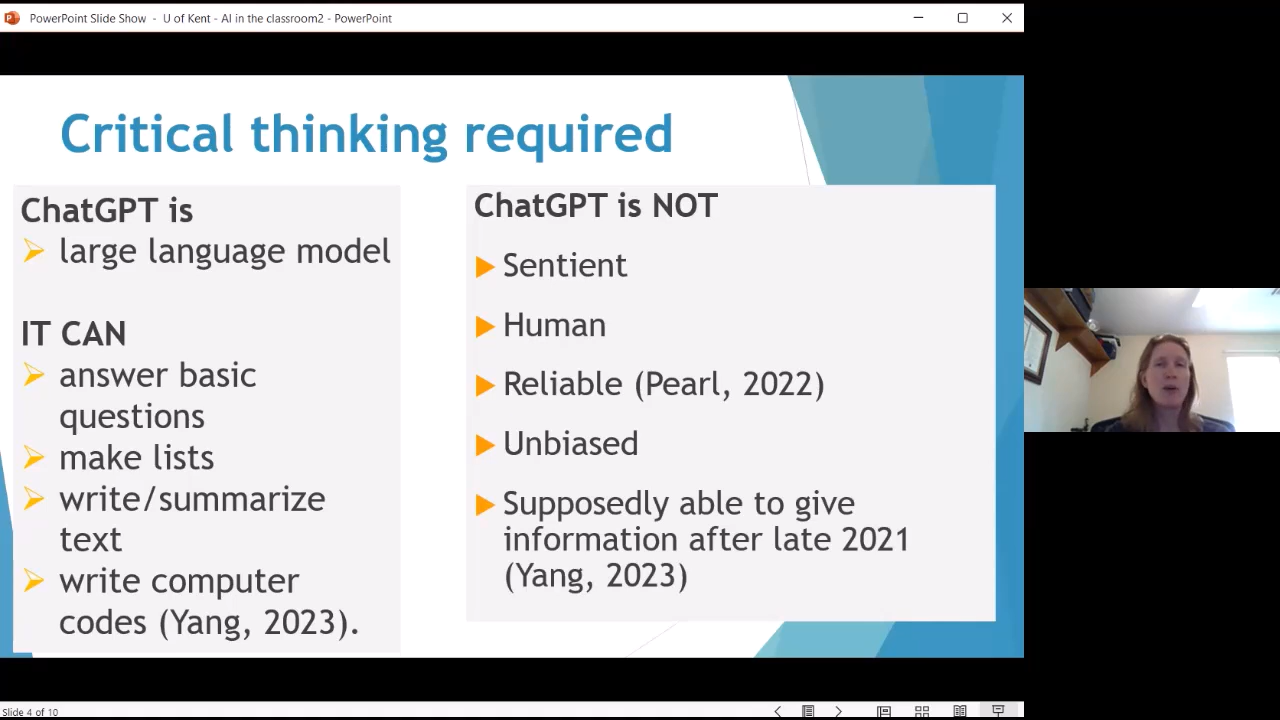 PowerPoint Slide Show - U of Kent - AI in the classroom2 - PowerPoint
Critical thinking required
ChatGPT is
large language model
IT CAN
answer basic
questions
make lists
write/summarize
text
write computer
codes (Yang, 2023).
ChatGPT is NOT
Sentient
Human
Reliable (Pearl, 2022)
Unbiased
Supposedly able to give
information after late 2021
(Yang, 2023)
Slide 4 of 10